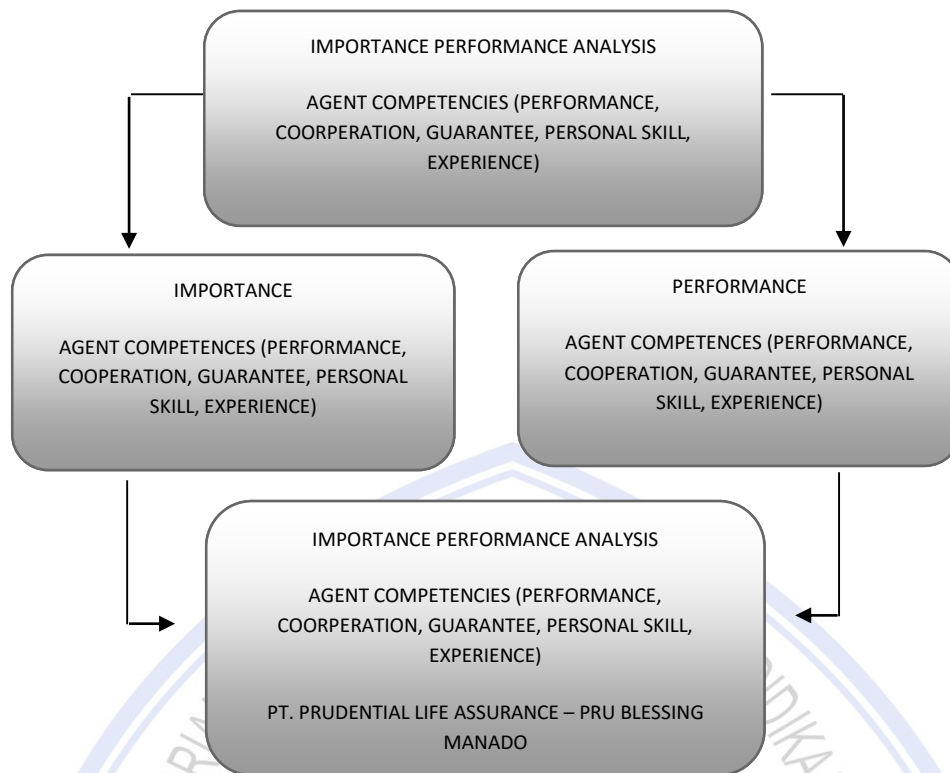 IMPORTANCE PERFORMANCE ANALYSIS
AGENT COMPETENCIES (PERFORMANCE,
COORPERATION, GUARANTEE, PERSONAL SKILL,
EXPERIENCE)
IMPORTANCE
AGENT COMPETENCES (PERFORMANCE,
COOPERATION, GUARANTEE, PERSONAL
SKILL, EXPERIENCE)
PERFORMANCE
AGENT COMPETENCES (PERFORMANCE,
COOPERATION, GUARANTEE, PERSONAL
SKILL, EXPERIENCE)
IMPORTANCE PERFORMANCE ANALYSIS
AGENT COMPETENCIES (PERFORMANCE,
COORPERATION, GUARANTEE, PERSONAL SKILL,
EXPERIENCE)
PT. PRUDENTIAL LIFE ASSURANCE – PRU BLESSING
MANADO